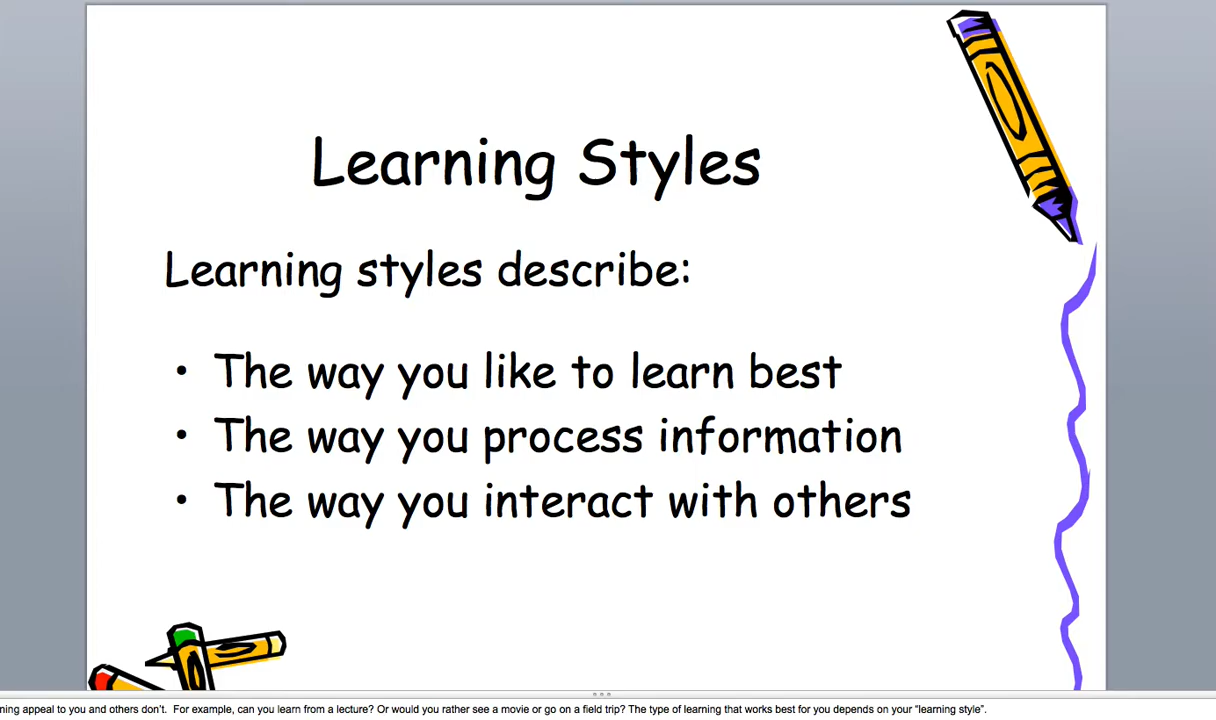 Learning Styles
Learning styles describe:
• The way you like to learn best
• The way you process information
• The way you interact with others
appeal to you and others don’t.  For example, can you learn from a lecture? Or would you rather see a movie or go on a field trip? The type of learning that works best for you depends on your “learning style”.